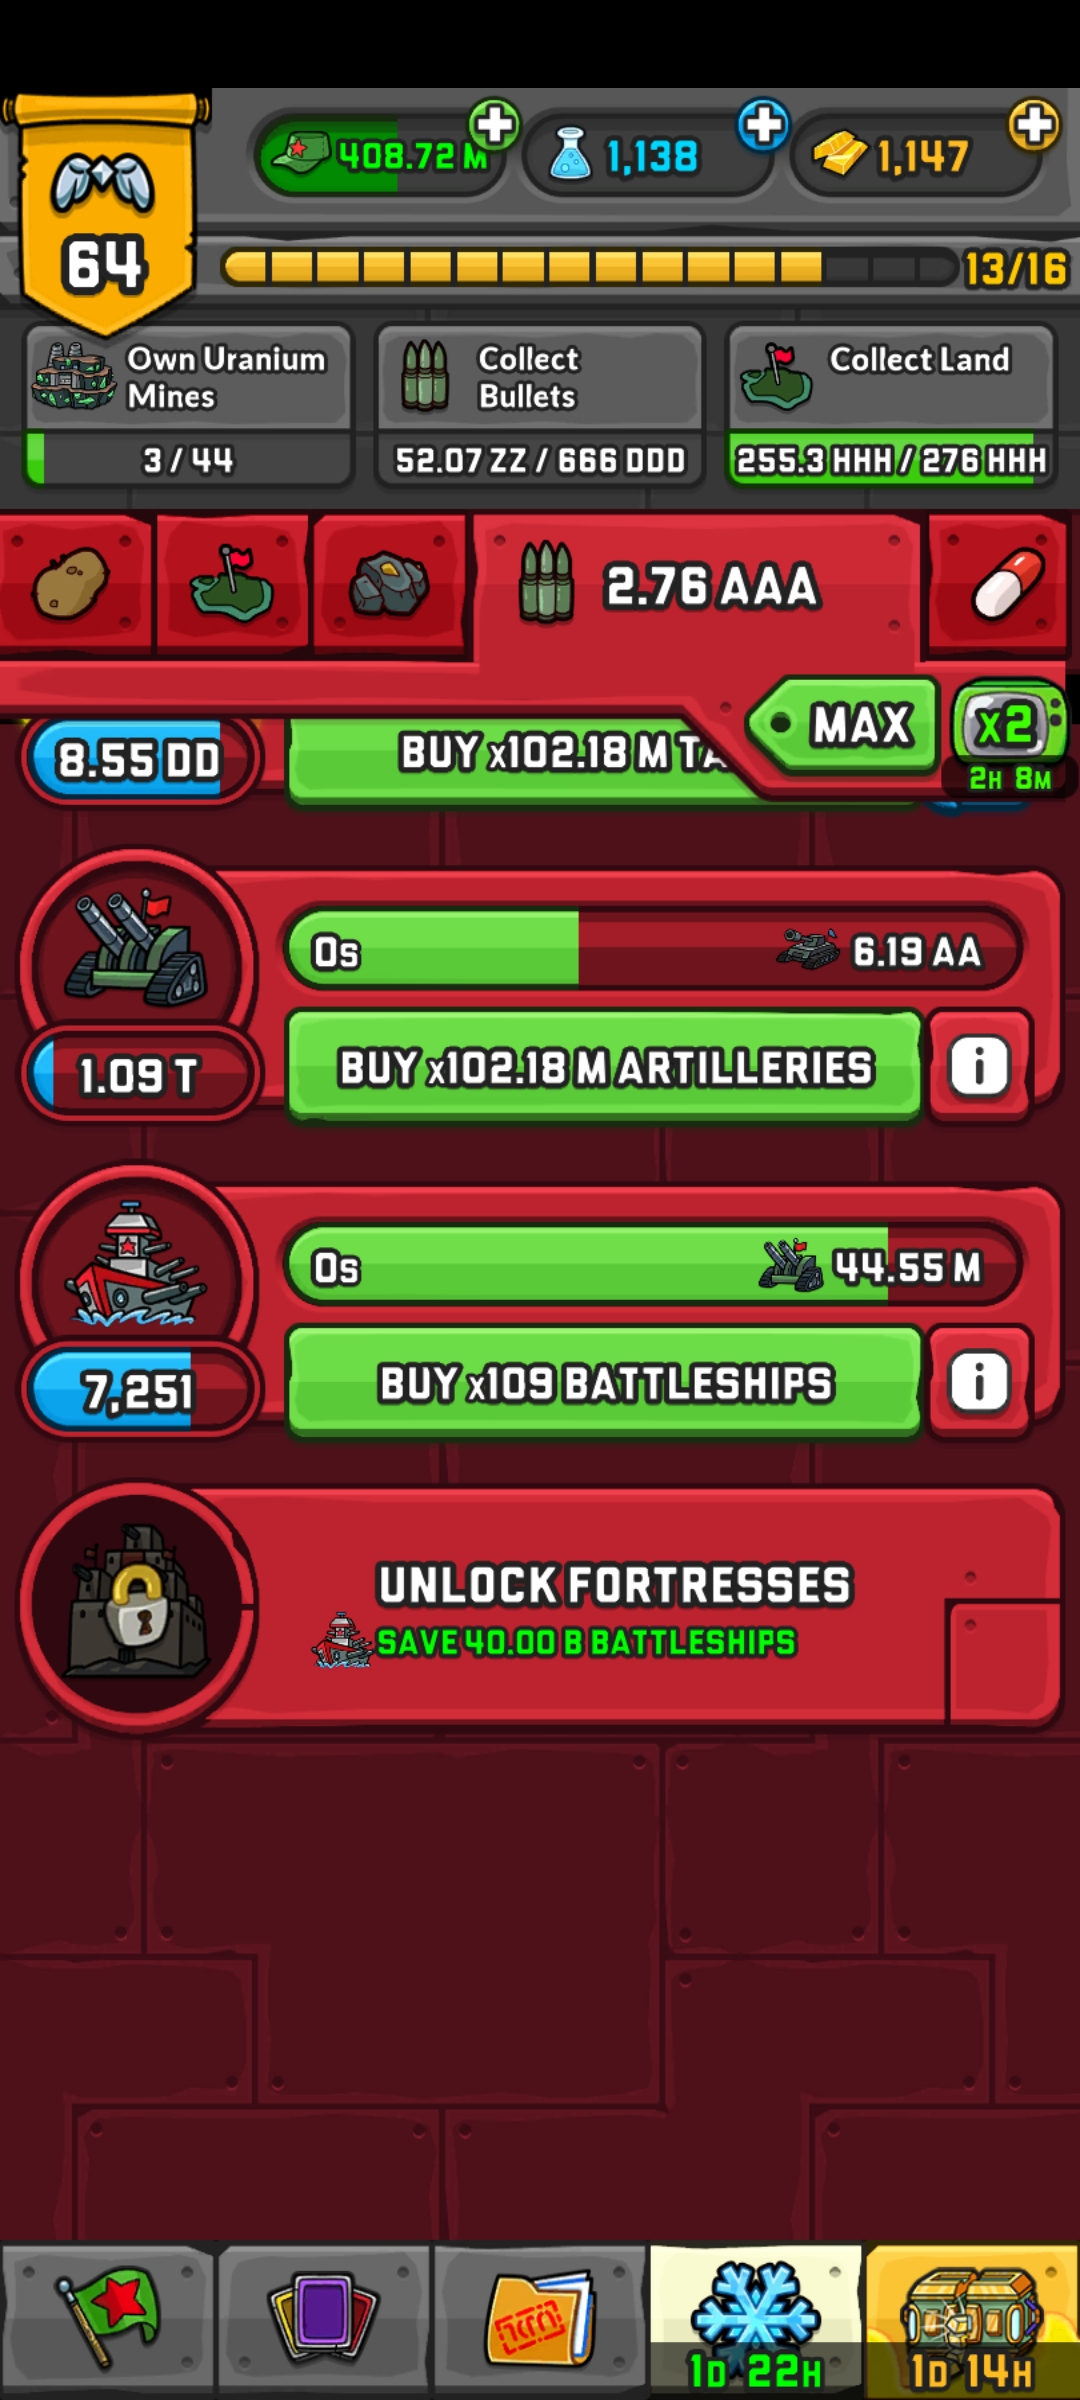 408.72 M
1,138
1,147
64
13/16
Own Uranium
Mines
3 / 44
Collect
Bullets
52.07 ZZ / 666 DDD
Collect Land
255.3 HHH / 276 HHH
2.76 AAA
MAX
x2
2H 8M
8.55 DD
BUY x102.18 M TA
0s
6.19 AA
1.09 T
BUY x102.18 M ARTILLERIES
i
0s
44.55 M
7,251
BUY x109 BATTLESHIPS
i
UNLOCK FORTRESSES
SAVE 40.00 B BATTLESHIPS
1D 22H
1D 14H